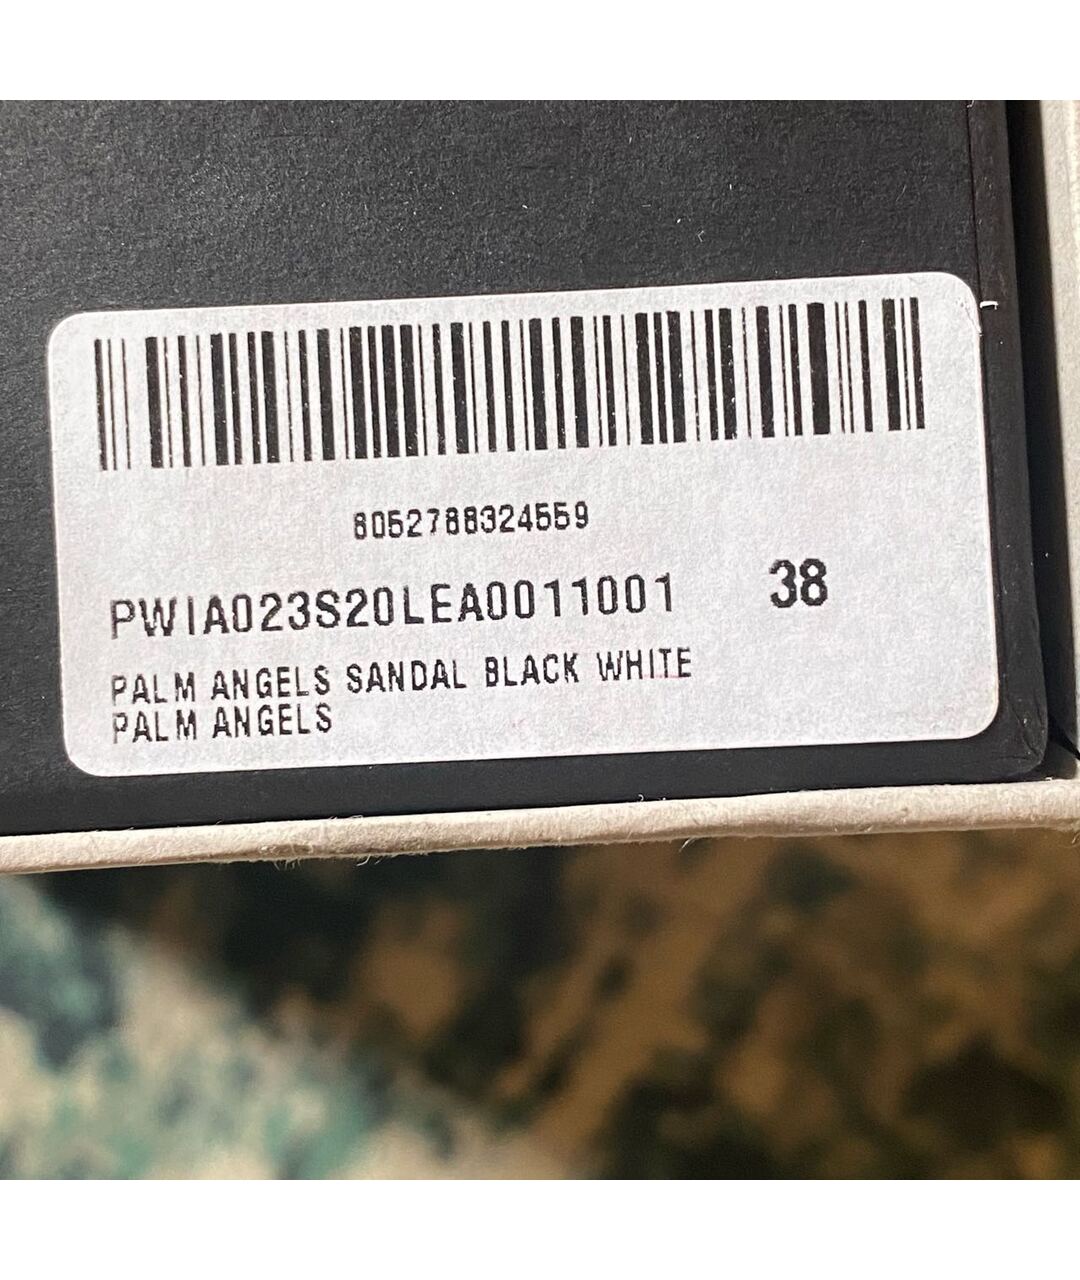 8052788324559
PWIA023S20LEA0011001 38
PALM ANGELS SANDAL BLACK WHITE
PALM ANGELS